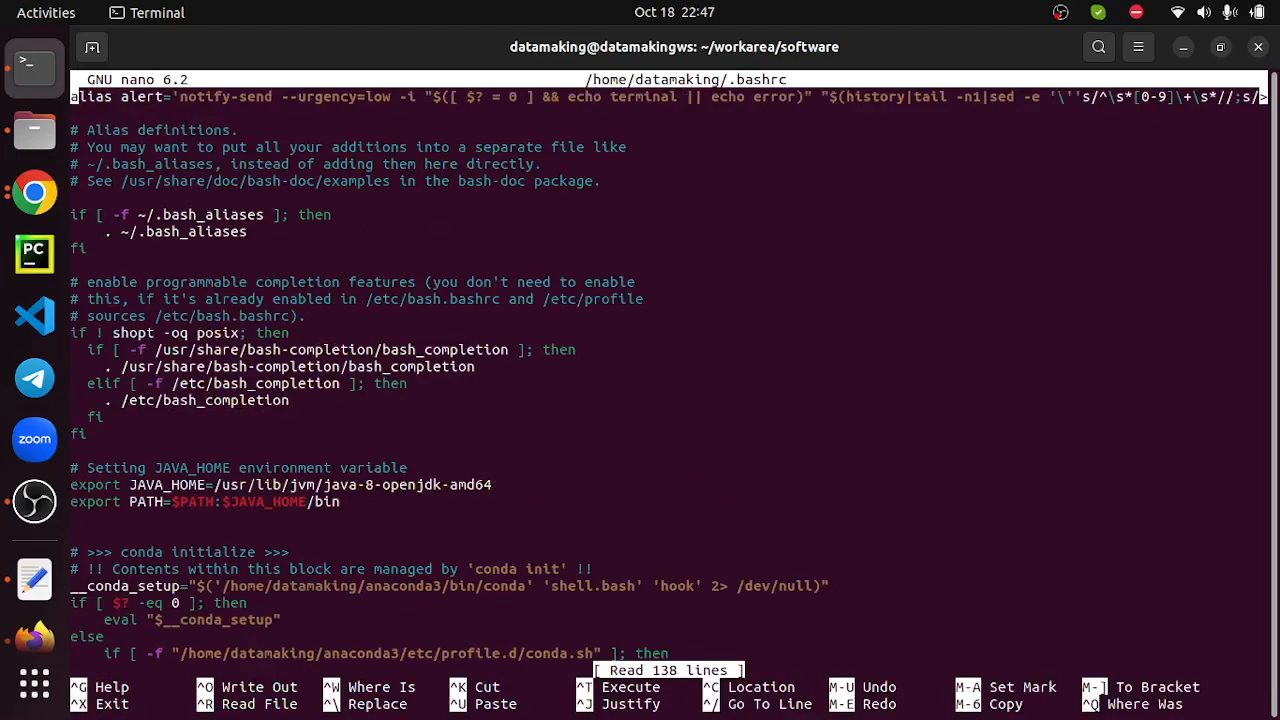 Activities
Terminal
Oct 18 22:47
datamaking@datamakingws: ~/workarea/software
GNU nano 6.2
/home/datamaking/.bashrc
alias alert='notify-send --urgency=low -i "$([ $? = 0 ] && echo terminal || echo error)" "$(history|tail -n1|sed -e '\''s/^\s*[0-9]\+\s*//;s/>
# Alias definitions.
# You may want to put all your additions into a separate file like
# ~/.bash_aliases, instead of adding them here directly.
# See /usr/share/doc/bash-doc/examples in the bash-doc package.
if [ -f ~/.bash_aliases ]; then
    . ~/.bash_aliases
fi
# enable programmable completion features (you don't need to enable
# this, if it's already enabled in /etc/bash.bashrc and /etc/profile
# sources /etc/bash.bashrc).
if ! shopt -oq posix; then
  if [ -f /usr/share/bash-completion/bash_completion ]; then
    . /usr/share/bash-completion/bash_completion
  elif [ -f /etc/bash_completion ]; then
    . /etc/bash_completion
  fi
fi
# Setting JAVA_HOME environment variable
export JAVA_HOME=/usr/lib/jvm/java-8-openjdk-amd64
export PATH=$PATH:$JAVA_HOME/bin
# >>> conda initialize >>>
# !! Contents within this block are managed by 'conda init' !!
__conda_setup="$('/home/datamaking/anaconda3/bin/conda' 'shell.bash' 'hook' 2> /dev/null)"
if [ $? -eq 0 ]; then
    eval "$__conda_setup"
else
    if [ -f "/home/datamaking/anaconda3/etc/profile.d/conda.sh" ]; then
[ Read 138 lines ]
^G Help ^O Write Out ^W Where Is ^K Cut ^T Execute ^C Location M-U Undo M-A Set Mark M-] To Bracket
^X Exit ^R Read File ^\ Replace ^U Paste ^J Justify ^/ Go To Line M-E Redo M-6 Copy ^Q Where Was
PC
zoom